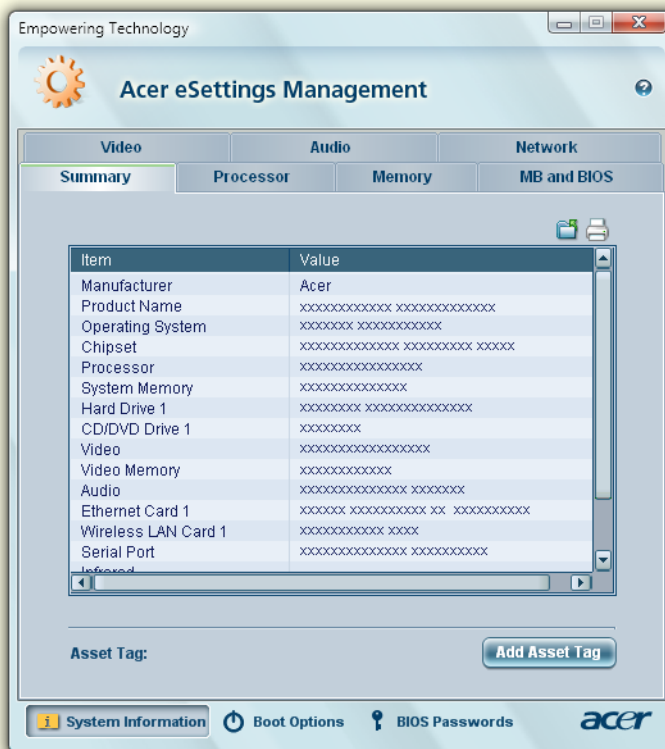 Empowering Technology
Acer eSettings Management
Video Audio Network
Summary Processor Memory MB and BIOS
Item Value
Manufacturer Acer
Product Name xxxxxxxxxxxx xxxxxxxxxxxxx
Operating System xxxxxxx xxxxxxxxxxx
Chipset xxxxxxxxxxxxx xxxxxxxxx xxxxx
Processor xxxxxxxxxxxxxxxx
System Memory xxxxxxxxxxxxxx
Hard Drive 1 xxxxxxxx xxxxxxxxxxxxxx
CD/DVD Drive 1 xxxxxxxx
Video xxxxxxxxxxxxxxxxx
Video Memory xxxxxxxxxxxx
Audio xxxxxxxxxxxxxx xxxxxxx
Ethernet Card 1 xxxxxx xxxxxxxxxx xx xxxxxxxxxx
Wireless LAN Card 1 xxxxxxxxxxx xxxx
Serial Port xxxxxxxxxxxxxx xxxxxxxxxx
Infrared
Asset Tag: Add Asset Tag
System Information Boot Options BIOS Passwords acer